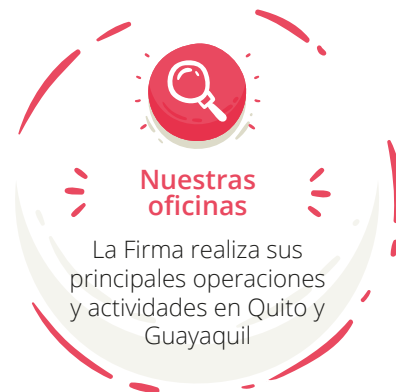 Nuestras
oficinas
La Firma realiza sus
principales operaciones
y actividades en Quito y
Guayaquil